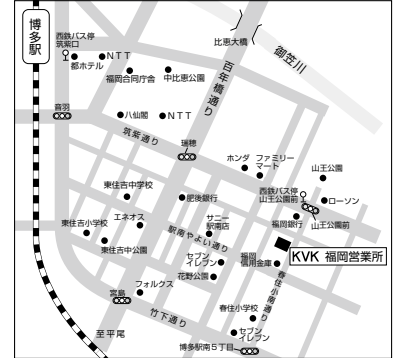 博多駅
西鉄バス停
筑紫口
都ホテル
NTT
福岡合同庁舎
中比恵公園
比恵大橋
御笠川
百年橋通り
音羽
八仙閣
NTT
筑紫通り
瑞穂
ホンダ
ファミリー
マート
山王公園
西鉄バス停
山王公園前
ローソン
東住吉中学校
肥後銀行
福岡銀行
山王公園前
東住吉小学校
エネオス
サニー
駅南店
駅南やよい通り
東住吉中公園
セブン
イレブン
福岡
信用金庫
KVK 福岡営業所
花野公園
春住小南通り
フォルクス
宮島
竹下通り
春住小学校
至平尾
セブン
イレブン
博多駅南5丁目